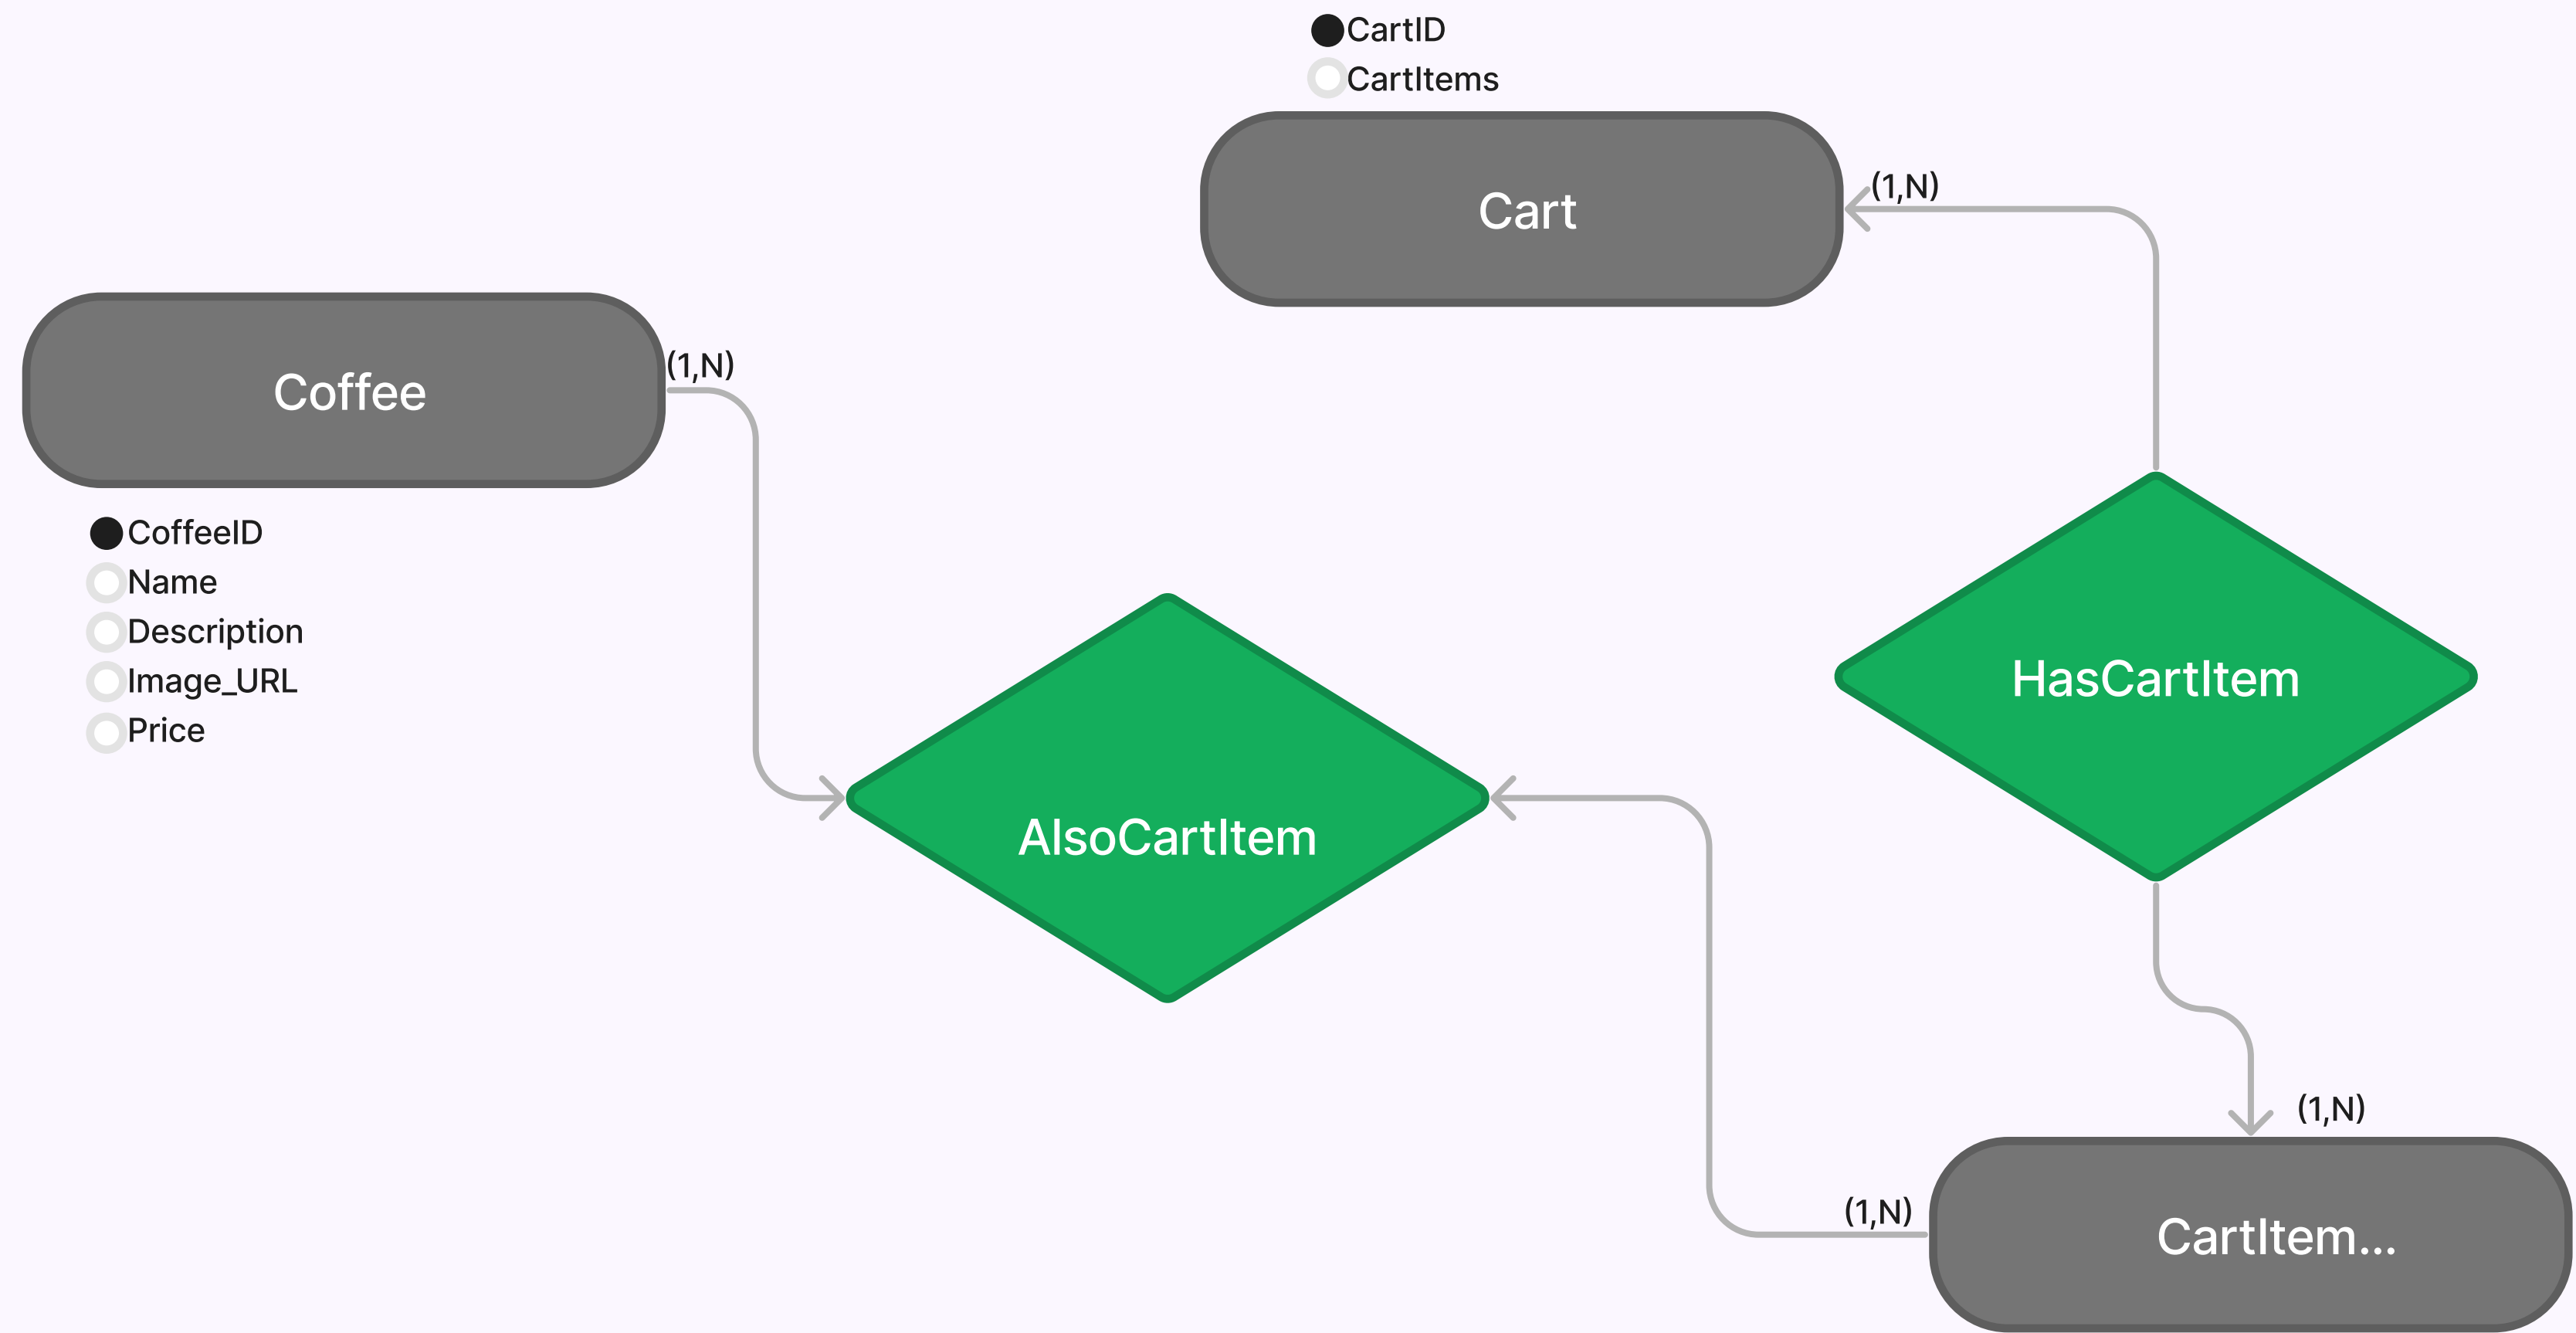 CartID
CartItems
Cart
(1,N)
Coffee
(1,N)
CoffeeID
Name
Description
Image_URL
Price
AlsoCartItem
HasCartItem
(1,N)
(1,N)
CartItem...